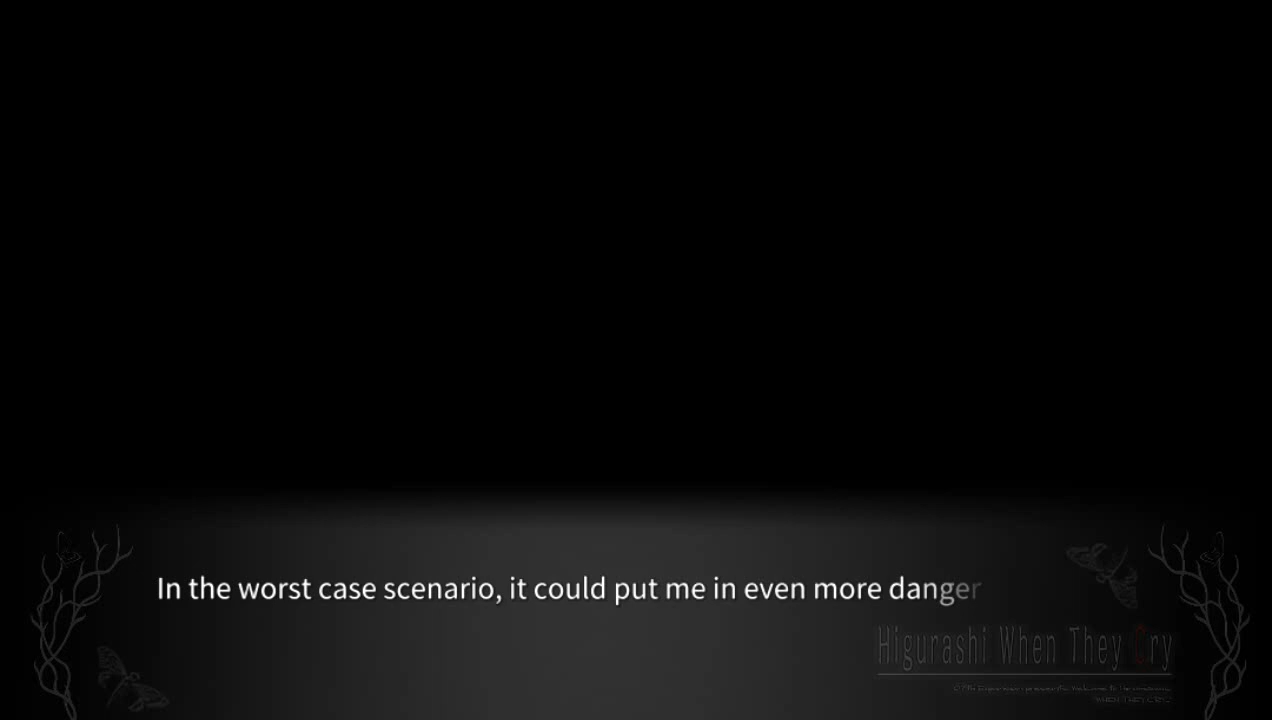 In the worst case scenario, it could put me in even more danger
Higurashi When They Cry